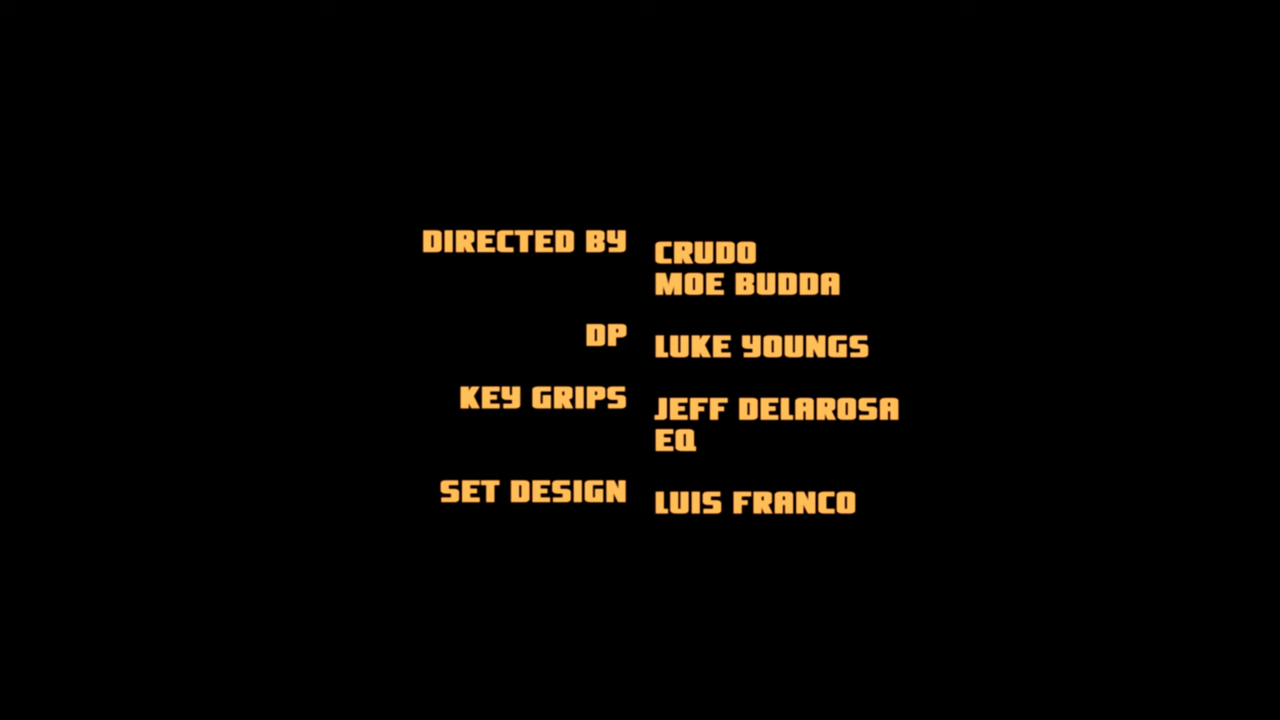 DIRECTED BY CRUDO
MOE BUDDA
DP LUKE YOUNGS
KEY GRIPS JEFF DELAROSA
EQ
SET DESIGN LUIS FRANCO